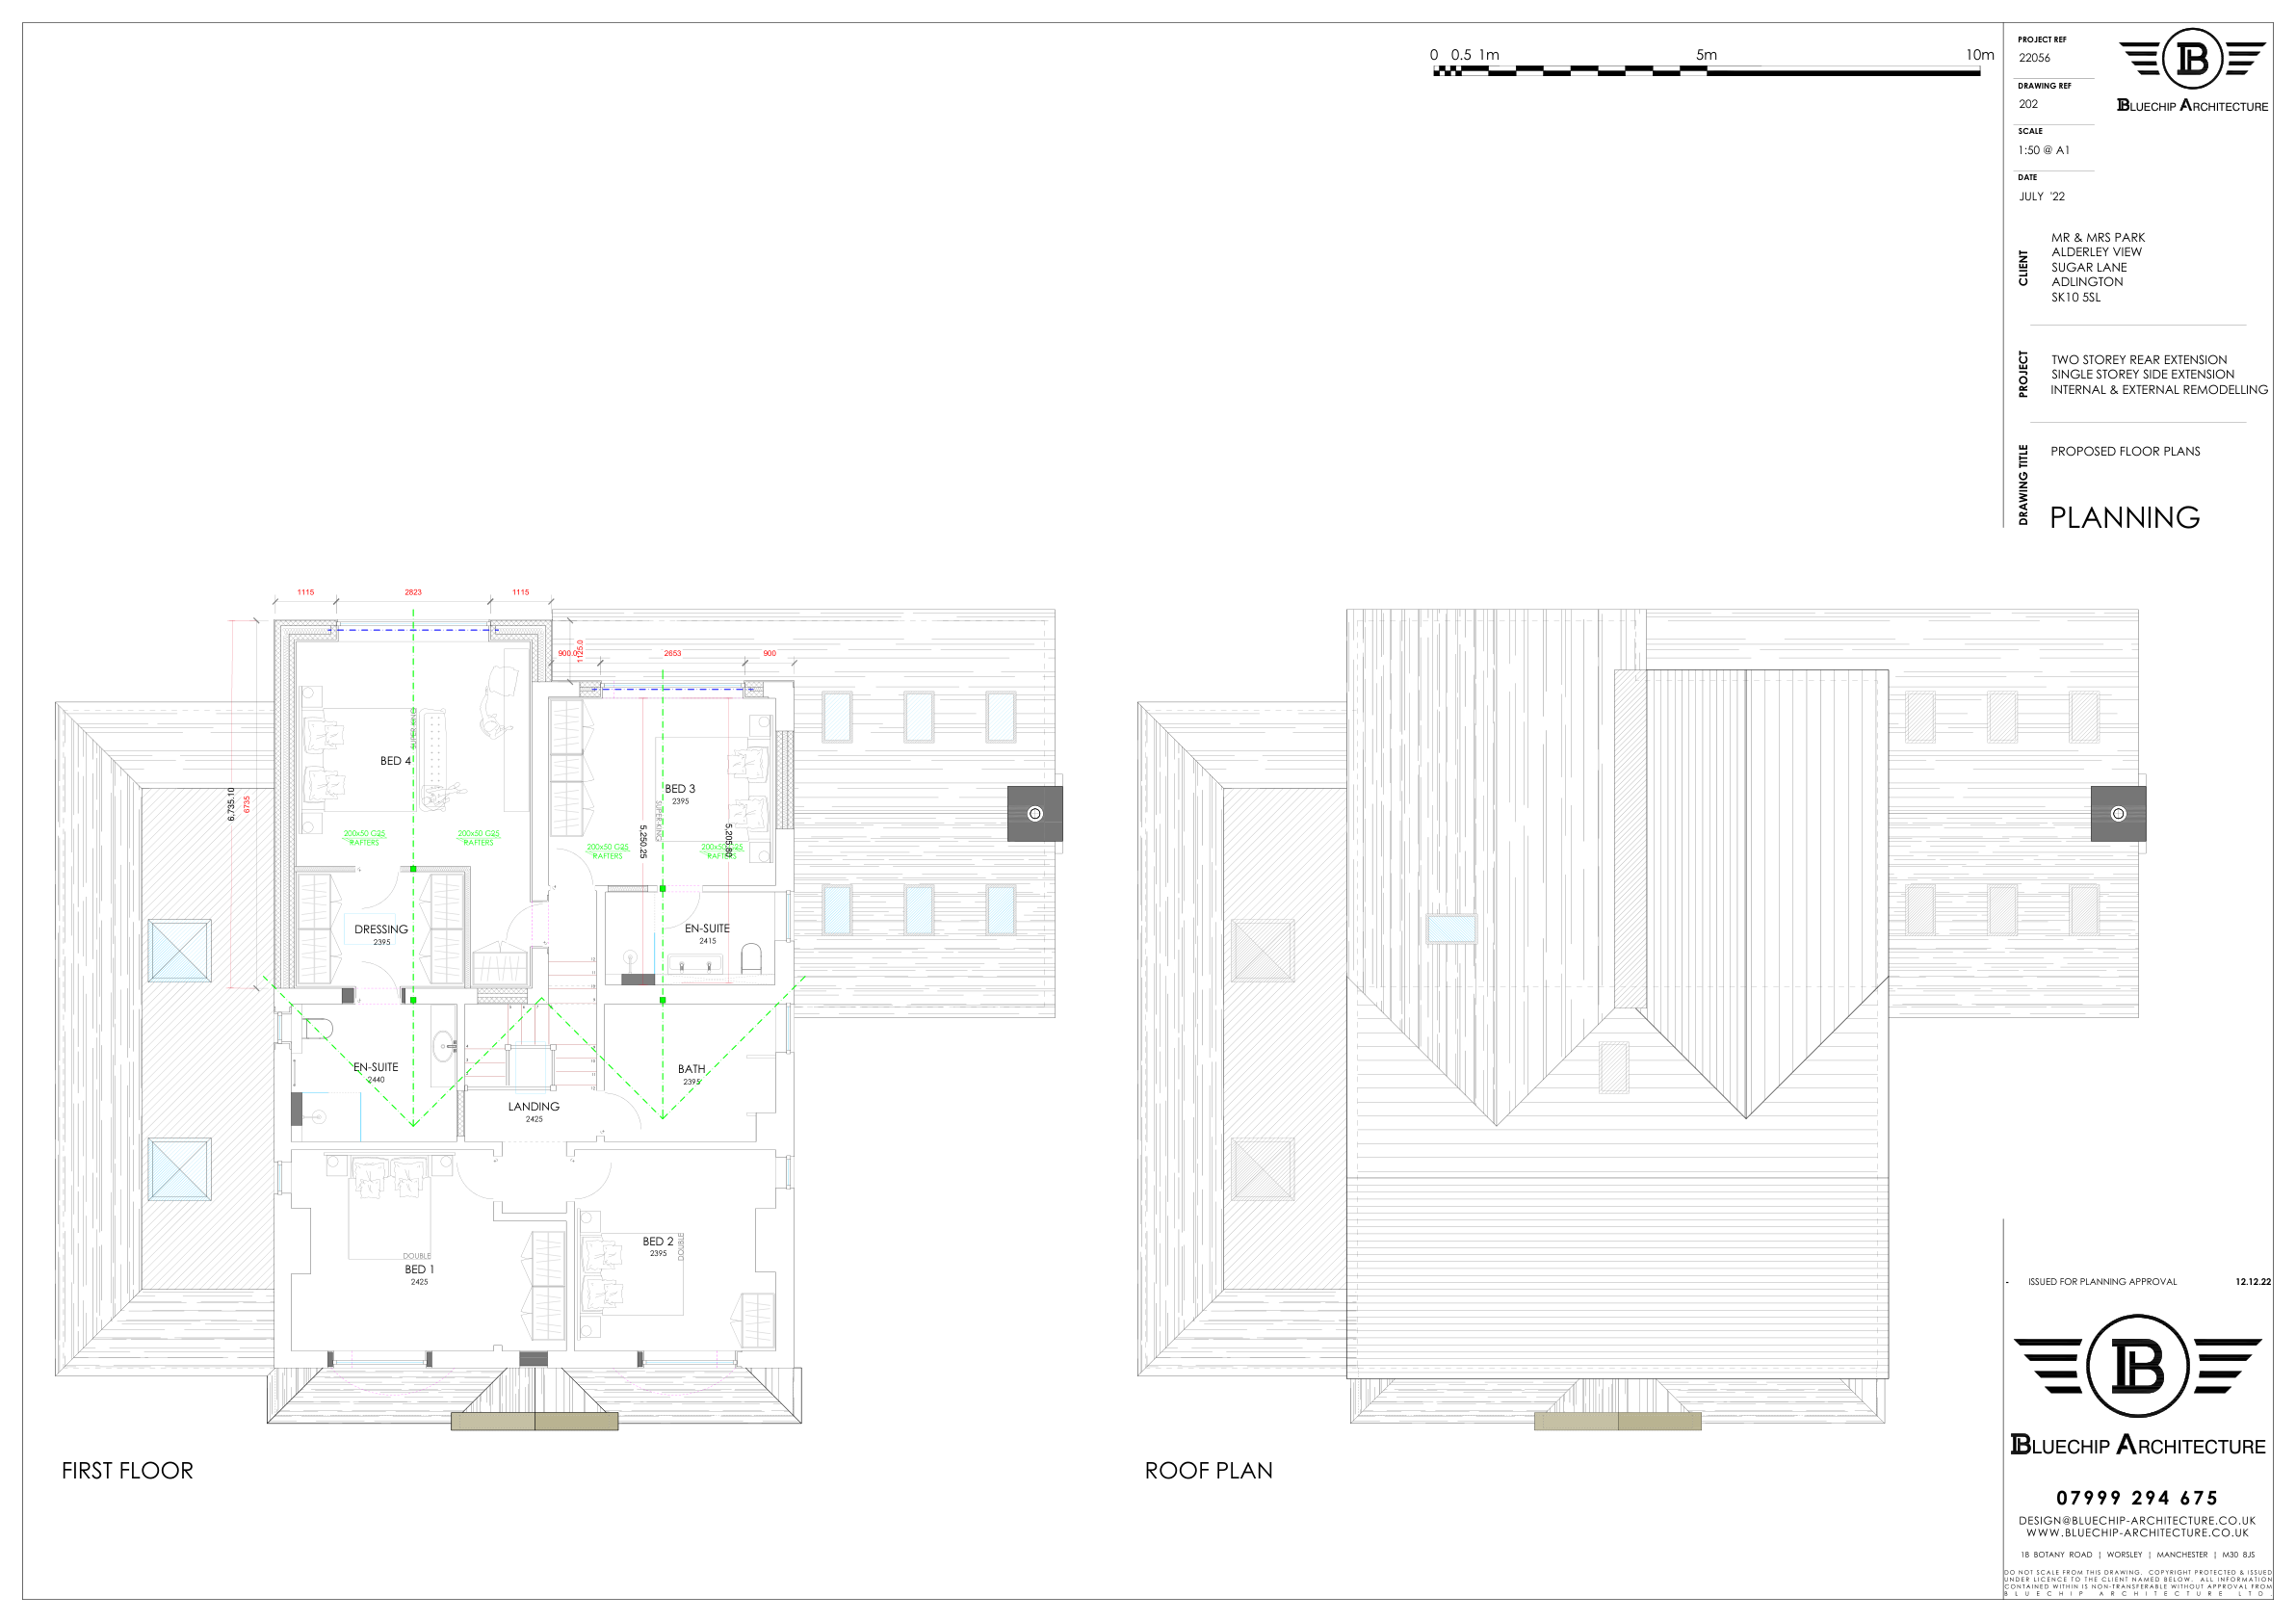 0 0.5 1m 5m 10m
PROJECT REF
22056
DRAWING REF
202
SCALE
1:50 @ A1
DATE
JULY '22
BLUECHIP ARCHITECTURE
CLIENT
MR & MRS PARK
ALDERLEY VIEW
SUGAR LANE
ADLINGTON
SK10 5SL
PROJECT
TWO STOREY REAR EXTENSION
SINGLE STOREY SIDE EXTENSION
INTERNAL & EXTERNAL REMODELLING
DRAWING TITLE
PROPOSED FLOOR PLANS
PLANNING
1115 2823 1115
900.0 1125.0 2653 900
6.735.10
6735
SUPER KING
BED 4
200x50 C25
RAFTERS
200x50 C25
RAFTERS
BED 3
2395
SUPER KING
5.250.25
5.205.80
200x50 C25
RAFTERS
200x50 C25
RAFTERS
DRESSING
2395
EN-SUITE
2415
EN-SUITE
2440
BATH
2395
LANDING
2425
DOUBLE
BED 1
2425
BED 2
2395
DOUBLE
FIRST FLOOR
ROOF PLAN
- ISSUED FOR PLANNING APPROVAL 12.12.22
BLUECHIP ARCHITECTURE
07999 294 675
DESIGN@BLUECHIP-ARCHITECTURE.CO.UK
WWW.BLUECHIP-ARCHITECTURE.CO.UK
18 BOTANY ROAD | WORSLEY | MANCHESTER | M30 8JS
DO NOT SCALE FROM THIS DRAWING. COPYRIGHT PROTECTED & ISSUED
UNDER LICENCE TO THE CLIENT NAMED BELOW. ALL INFORMATION
CONTAINED WITHIN IS NON-TRANSFERABLE WITHOUT APPROVAL FROM
BLUECHIP ARCHITECTURE LTD.